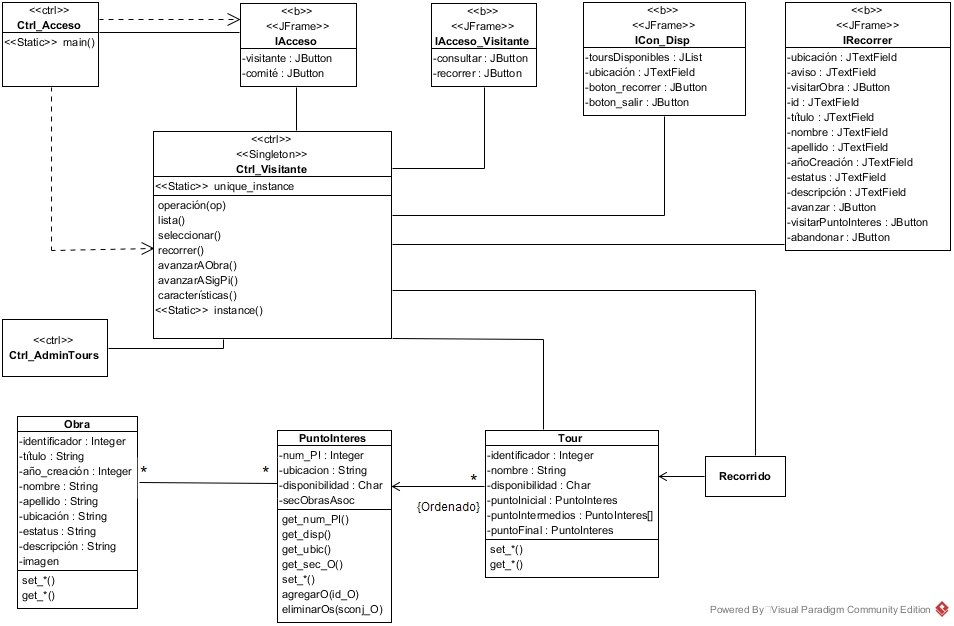 <<ctrl>>
Ctrl_Acceso
<<Static>> main()
<<b>>
<<JFrame>>
IAcceso
-visitante : JButton
-comité : JButton
<<b>>
<<JFrame>>
IAcceso_Visitante
-consultar : JButton
-recorrer : JButton
<<b>>
<<JFrame>>
ICon_Disp
-toursDisponibles : JList
-ubicación : JTextField
-boton_recorrer : JButton
-boton_salir : JButton
<<b>>
<<JFrame>>
IRecorrer
-ubicación : JTextField
-aviso : JTextField
-visitarObra : JButton
-id : JTextField
-título : JTextField
-nombre : JTextField
-apellido : JTextField
-añoCreación : JTextField
-estatus : JTextField
-descripción : JTextField
-avanzar : JButton
-visitarPuntoInteres : JButton
-abandonar : JButton
<<ctrl>>
<<Singleton>>
Ctrl_Visitante
<<Static>> unique_instance
operación(op)
lista()
seleccionar()
recorrer()
avanzarAObra()
avanzarASigPi()
características()
<<Static>> instance()
<<ctrl>>
Ctrl_AdminTours
Obra
-identificador : Integer
-título : String
-año_creación : Integer
-nombre : String
-apellido : String
-ubicación : String
-estatus : String
-descripción : String
-imagen
set_*()
get_*()
*
*
PuntoInteres
-num_PI : Integer
-ubicacion : String
-disponibilidad : Char
-secObrasAsoc
get_num_PI()
get_disp()
get_ubic()
get_sec_O()
set_*()
agregarO(id_O)
eliminarOs(sconj_O)
*
{Ordenado}
Tour
-identificador : Integer
-nombre : String
-disponibilidad : Char
-puntoInicial : PuntoInteres
-puntoIntermedios : PuntoInteres[]
-puntoFinal : PuntoInteres
set_*()
get_*()
Recorrido
Powered By Visual Paradigm Community Edition